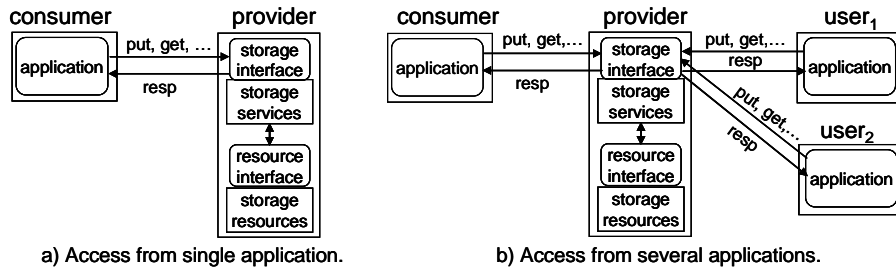 consumer
provider
application
put, get, …
resp
storage
interface
storage
services
resource
interface
storage
resources
a) Access from single application.
consumer
provider
user1
application
put, get,…
resp
storage
interface
storage
services
resource
interface
storage
resources
put, get,…
resp
application
put, get,…
resp
user2
application
b) Access from several applications.